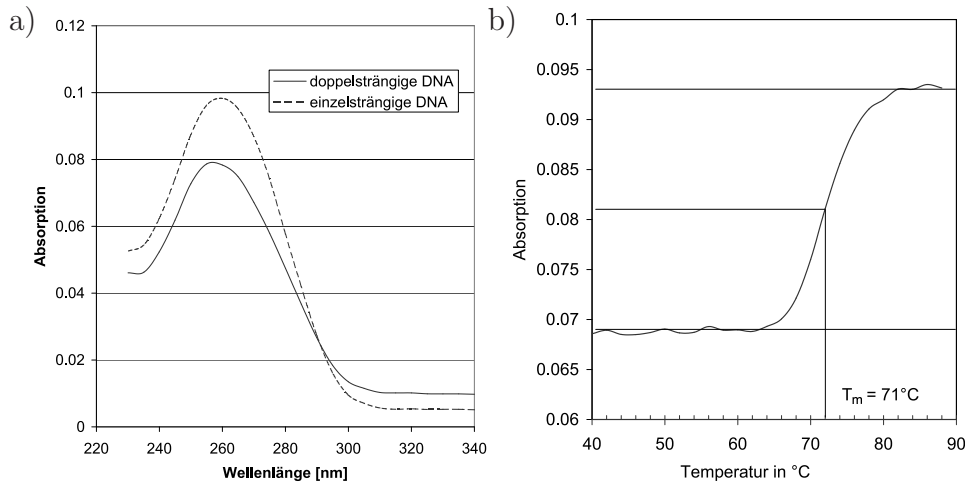 a)
0.12
0.1
0.08
0.06
0.04
0.02
0
220 240 260 280 300 320 340
Absorption
Wellenlänge [nm]
doppelsträngige DNA
einzelsträngige DNA
b)
0.1
0.095
0.09
0.085
0.08
0.075
0.07
0.065
0.06
40 50 60 70 80 90
Absorption
Temperatur in °C
Tm = 71°C